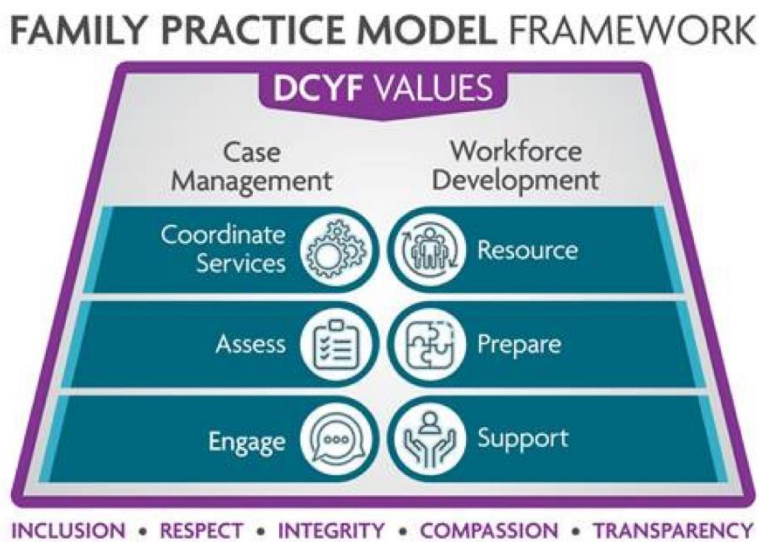 FAMILY PRACTICE MODEL FRAMEWORK
DCYF VALUES
Case
Management
Workforce
Development
Coordinate
Services
Resource
Assess
Prepare
Engage
Support
INCLUSION • RESPECT • INTEGRITY • COMPASSION • TRANSPARENCY